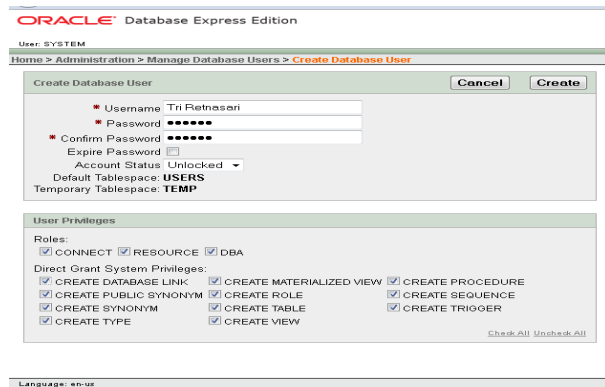 ORACLE Database Express Edition
User: SYSTEM
Home > Administration > Manage Database Users > Create Database User
Create Database User
Cancel
Create
* Username Tri Retnasari
* Password ●●●●●●
* Confirm Password ●●●●●●
Expire Password
Account Status Unlocked
Default Tablespace: USERS
Temporary Tablespace: TEMP
User Privileges
Roles:
CONNECT RESOURCE DBA
Direct Grant System Privileges:
CREATE DATABASE LINK CREATE MATERIALIZED VIEW CREATE PROCEDURE
CREATE PUBLIC SYNONYM CREATE ROLE CREATE SEQUENCE
CREATE SYNONYM CREATE TABLE CREATE TRIGGER
CREATE TYPE CREATE VIEW
Check All Uncheck All
Language: en-us